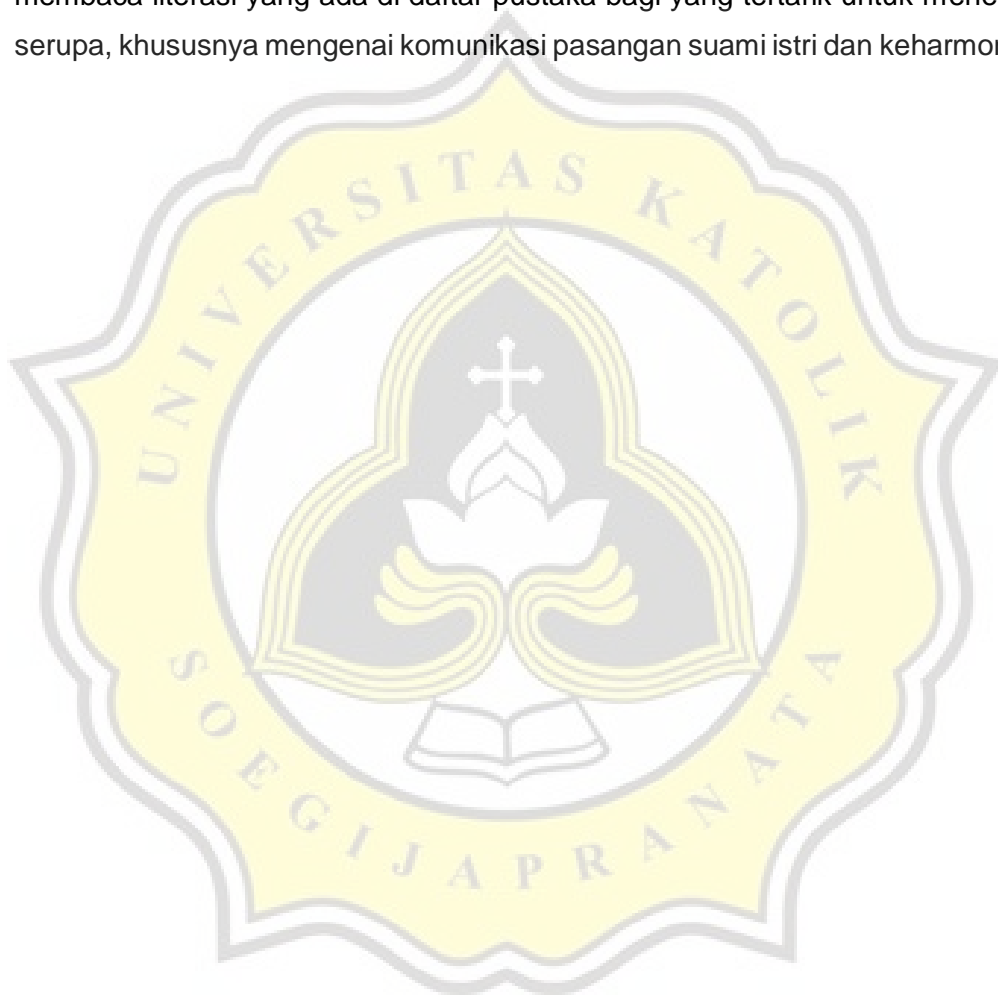 membaca literasi yang ada di daftar pustaka bagi yang tertarik untuk
serupa, khususnya mengenai komunikasi pasangan suami istri dan
UNIVERSITAS KATOLIK
SOEGIJAPRANATA